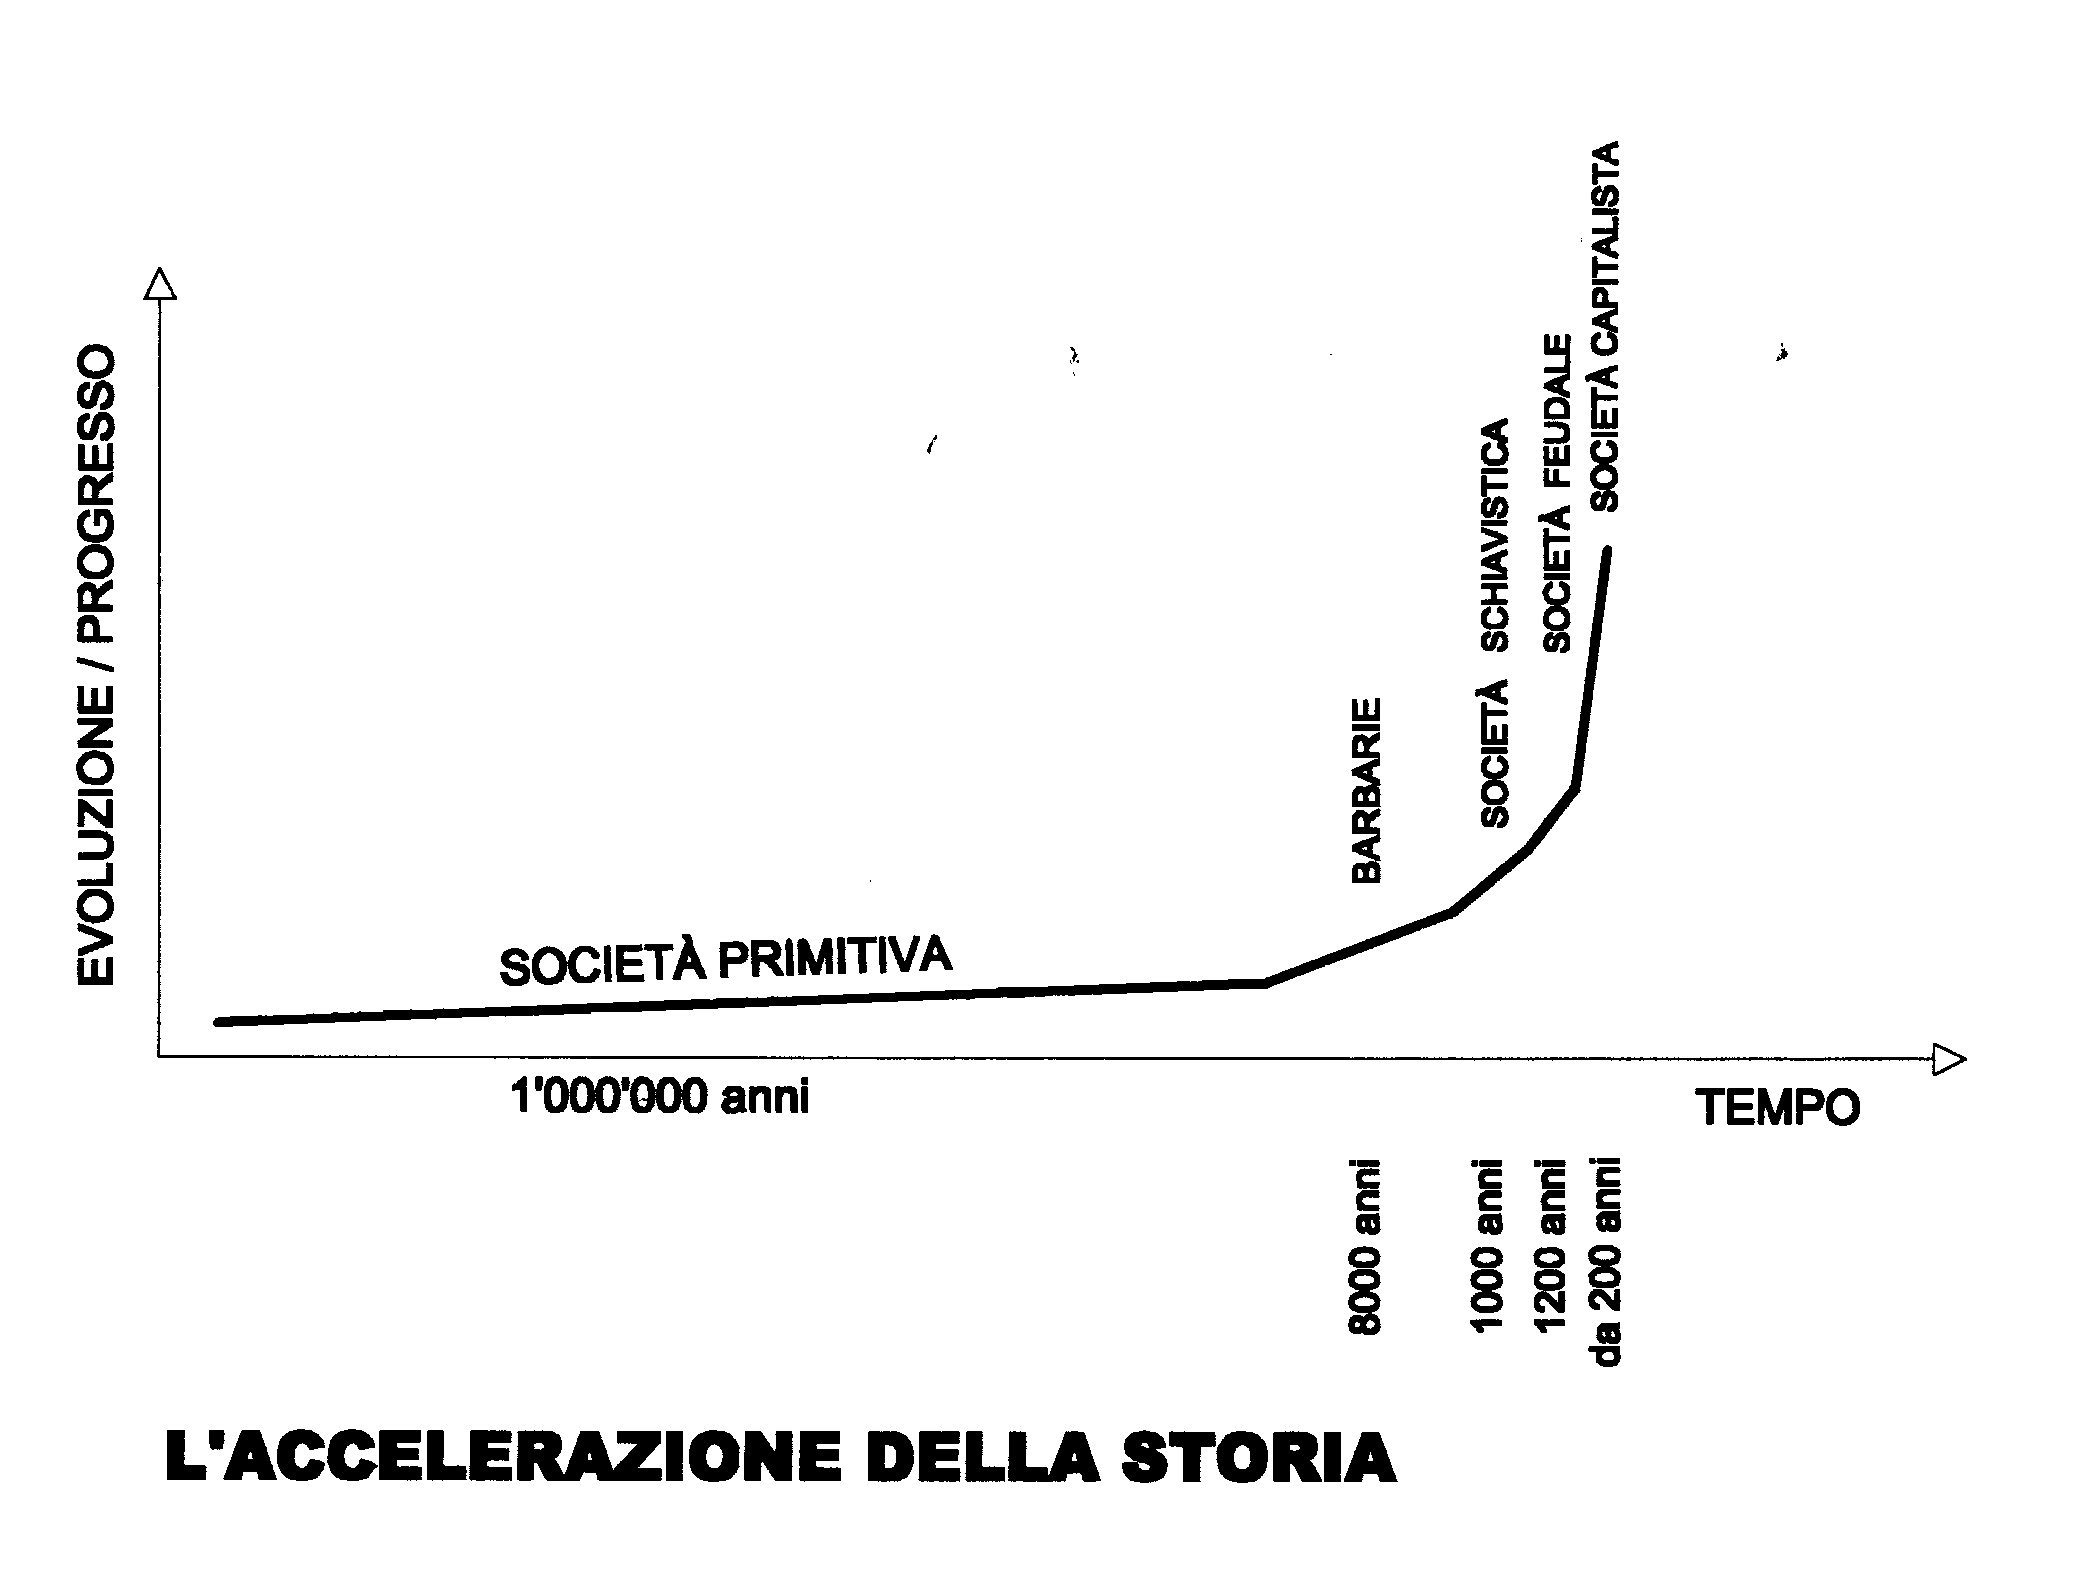 EVOLUZIONE / PROGRESSO
SOCIETÀ PRIMITIVA
BARBARIE
SOCIETÀ SCHIAVISTICA
SOCIETÀ FEUDALE
SOCIETÀ CAPITALISTA
1'000'000 anni
TEMPO
8000 anni
1000 anni
1200 anni
da 200 anni
L'ACCELERAZIONE DELLA STORIA